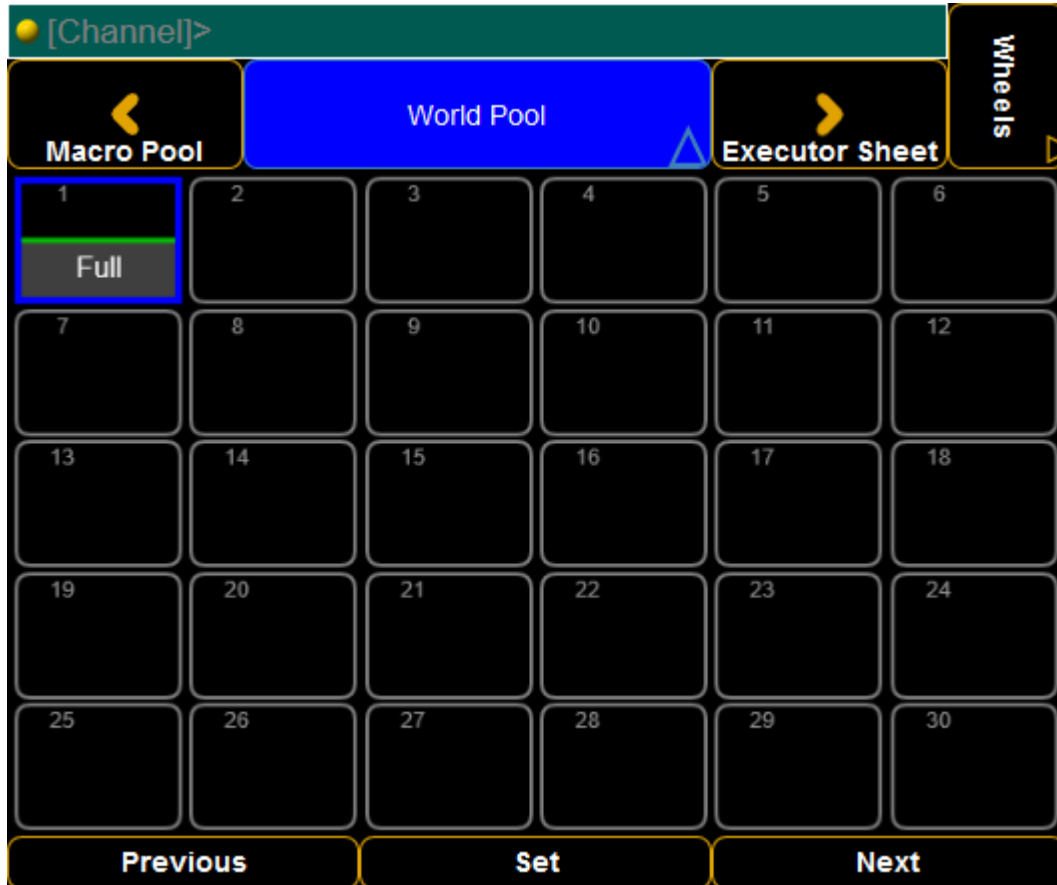 [Channel]>
Wheels
Macro Pool
World Pool
Executor Sheet
1 2 3 4 5 6
Full
7 8 9 10 11 12
13 14 15 16 17 18
19 20 21 22 23 24
25 26 27 28 29 30
Previous Set Next